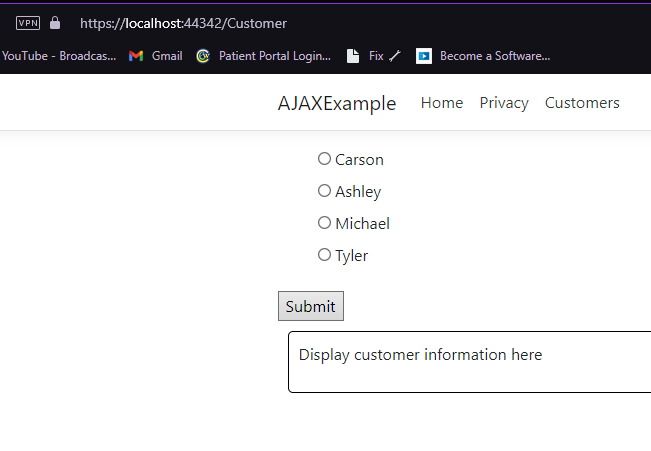 VPN https://localhost:44342/Customer
YouTube - Broadcas... Gmail Patient Portal Login... Fix Become a Software...
AJAXExample Home Privacy Customers
Carson
Ashley
Michael
Tyler
Submit
Display customer information here